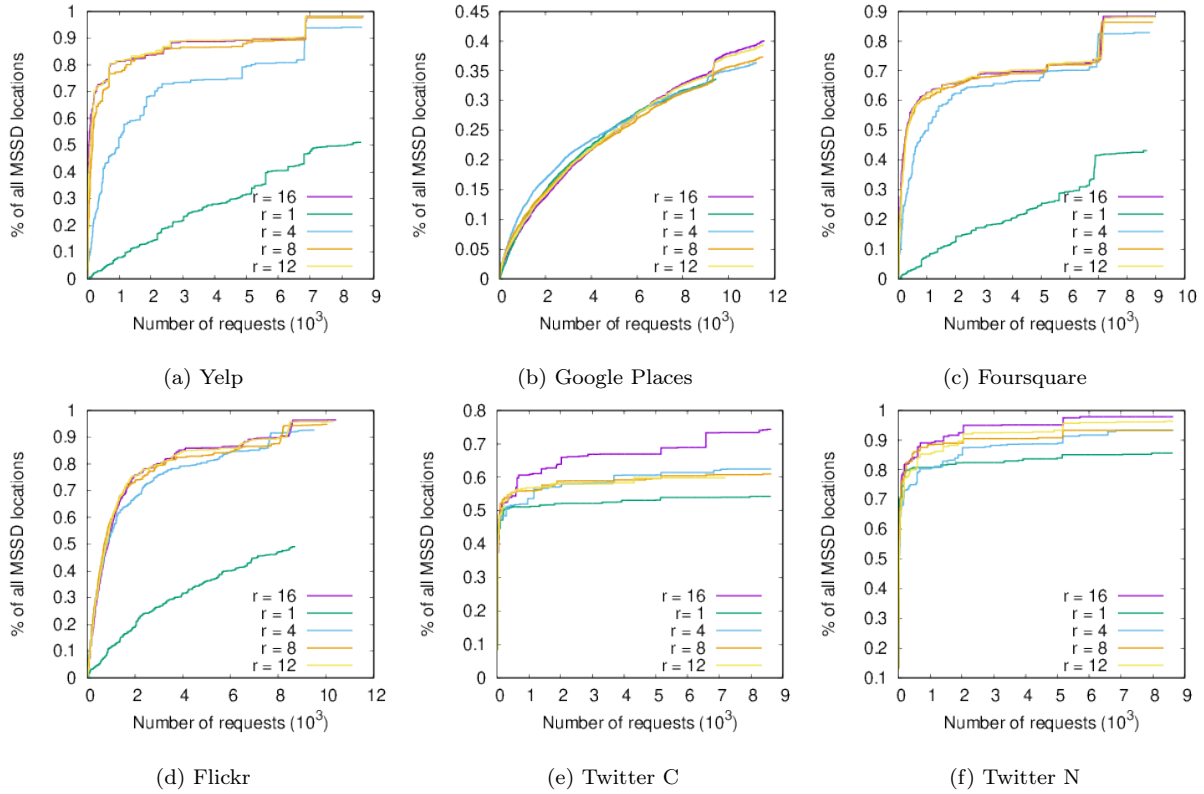 1
0.9
0.8
0.7
0.6
0.5
0.4
0.3
0.2
0.1
0
% of all MSSD locations
r = 16
r = 1
r = 4
r = 8
r = 12
0 1 2 3 4 5 6 7 8 9
Number of requests (10^3)
(a) Yelp
0.45
0.4
0.35
0.3
0.25
0.2
0.15
0.1
0.05
0
% of all MSSD locations
r = 16
r = 1
r = 4
r = 8
r = 12
0 2 4 6 8 10 12
Number of requests (10^3)
(b) Google Places
0.9
0.8
0.7
0.6
0.5
0.4
0.3
0.2
0.1
0
% of all MSSD locations
r = 16
r = 1
r = 4
r = 8
r = 12
0 1 2 3 4 5 6 7 8 9 10
Number of requests (10^3)
(c) Foursquare
1
0.9
0.8
0.7
0.6
0.5
0.4
0.3
0.2
0.1
0
% of all MSSD locations
r = 16
r = 1
r = 4
r = 8
r = 12
0 2 4 6 8 10 12
Number of requests (10^3)
(d) Flickr
0.8
0.7
0.6
0.5
0.4
0.3
0.2
0.1
0
% of all MSSD locations
r = 16
r= 1
r = 4
r = 8
r = 12
0 1 2 3 4 5 6 7 8 9
Number of requests (10^3)
(e) Twitter C
1
0.9
0.8
0.7
0.6
0.5
0.4
0.3
0.2
0.1
% of all MSSD locations
r = 16
r = 1
r = 4
r = 8
r = 12
0 1 2 3 4 5 6 7 8 9
Number of requests (10^3)
(f) Twitter N